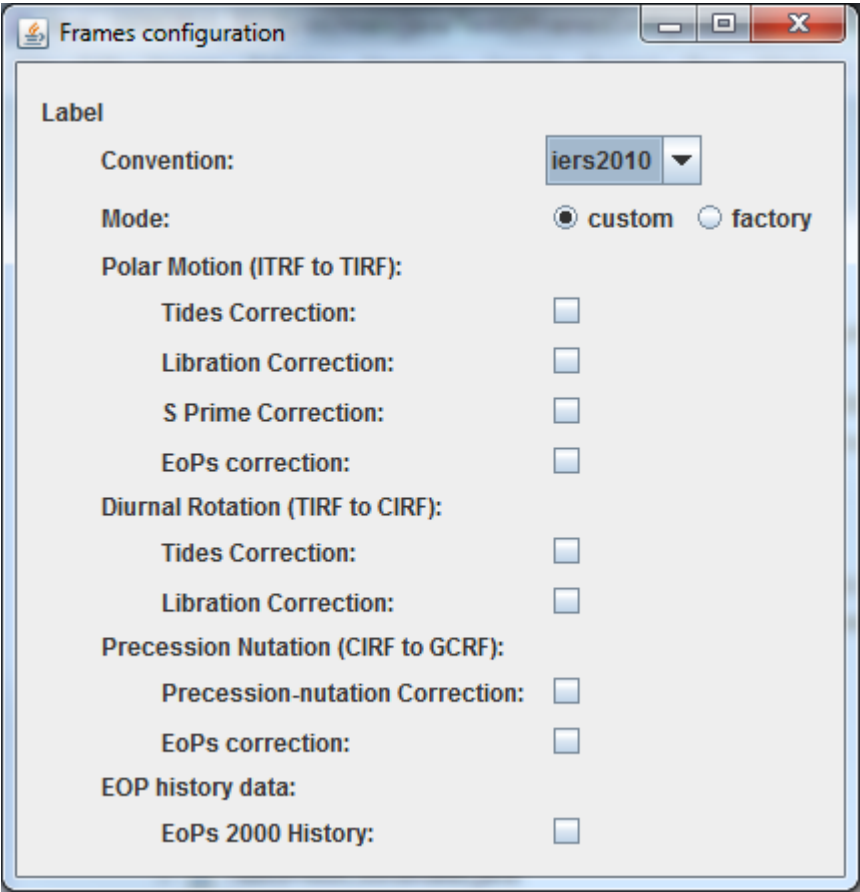 Frames configuration
Label
Convention: iers2010
Mode: custom factory
Polar Motion (ITRF to TIRF):
Tides Correction:
Libration Correction:
S Prime Correction:
EoPs correction:
Diurnal Rotation (TIRF to CIRF):
Tides Correction:
Libration Correction:
Precession Nutation (CIRF to GCRF):
Precession-nutation Correction:
EoPs correction:
EOP history data:
EoPs 2000 History: